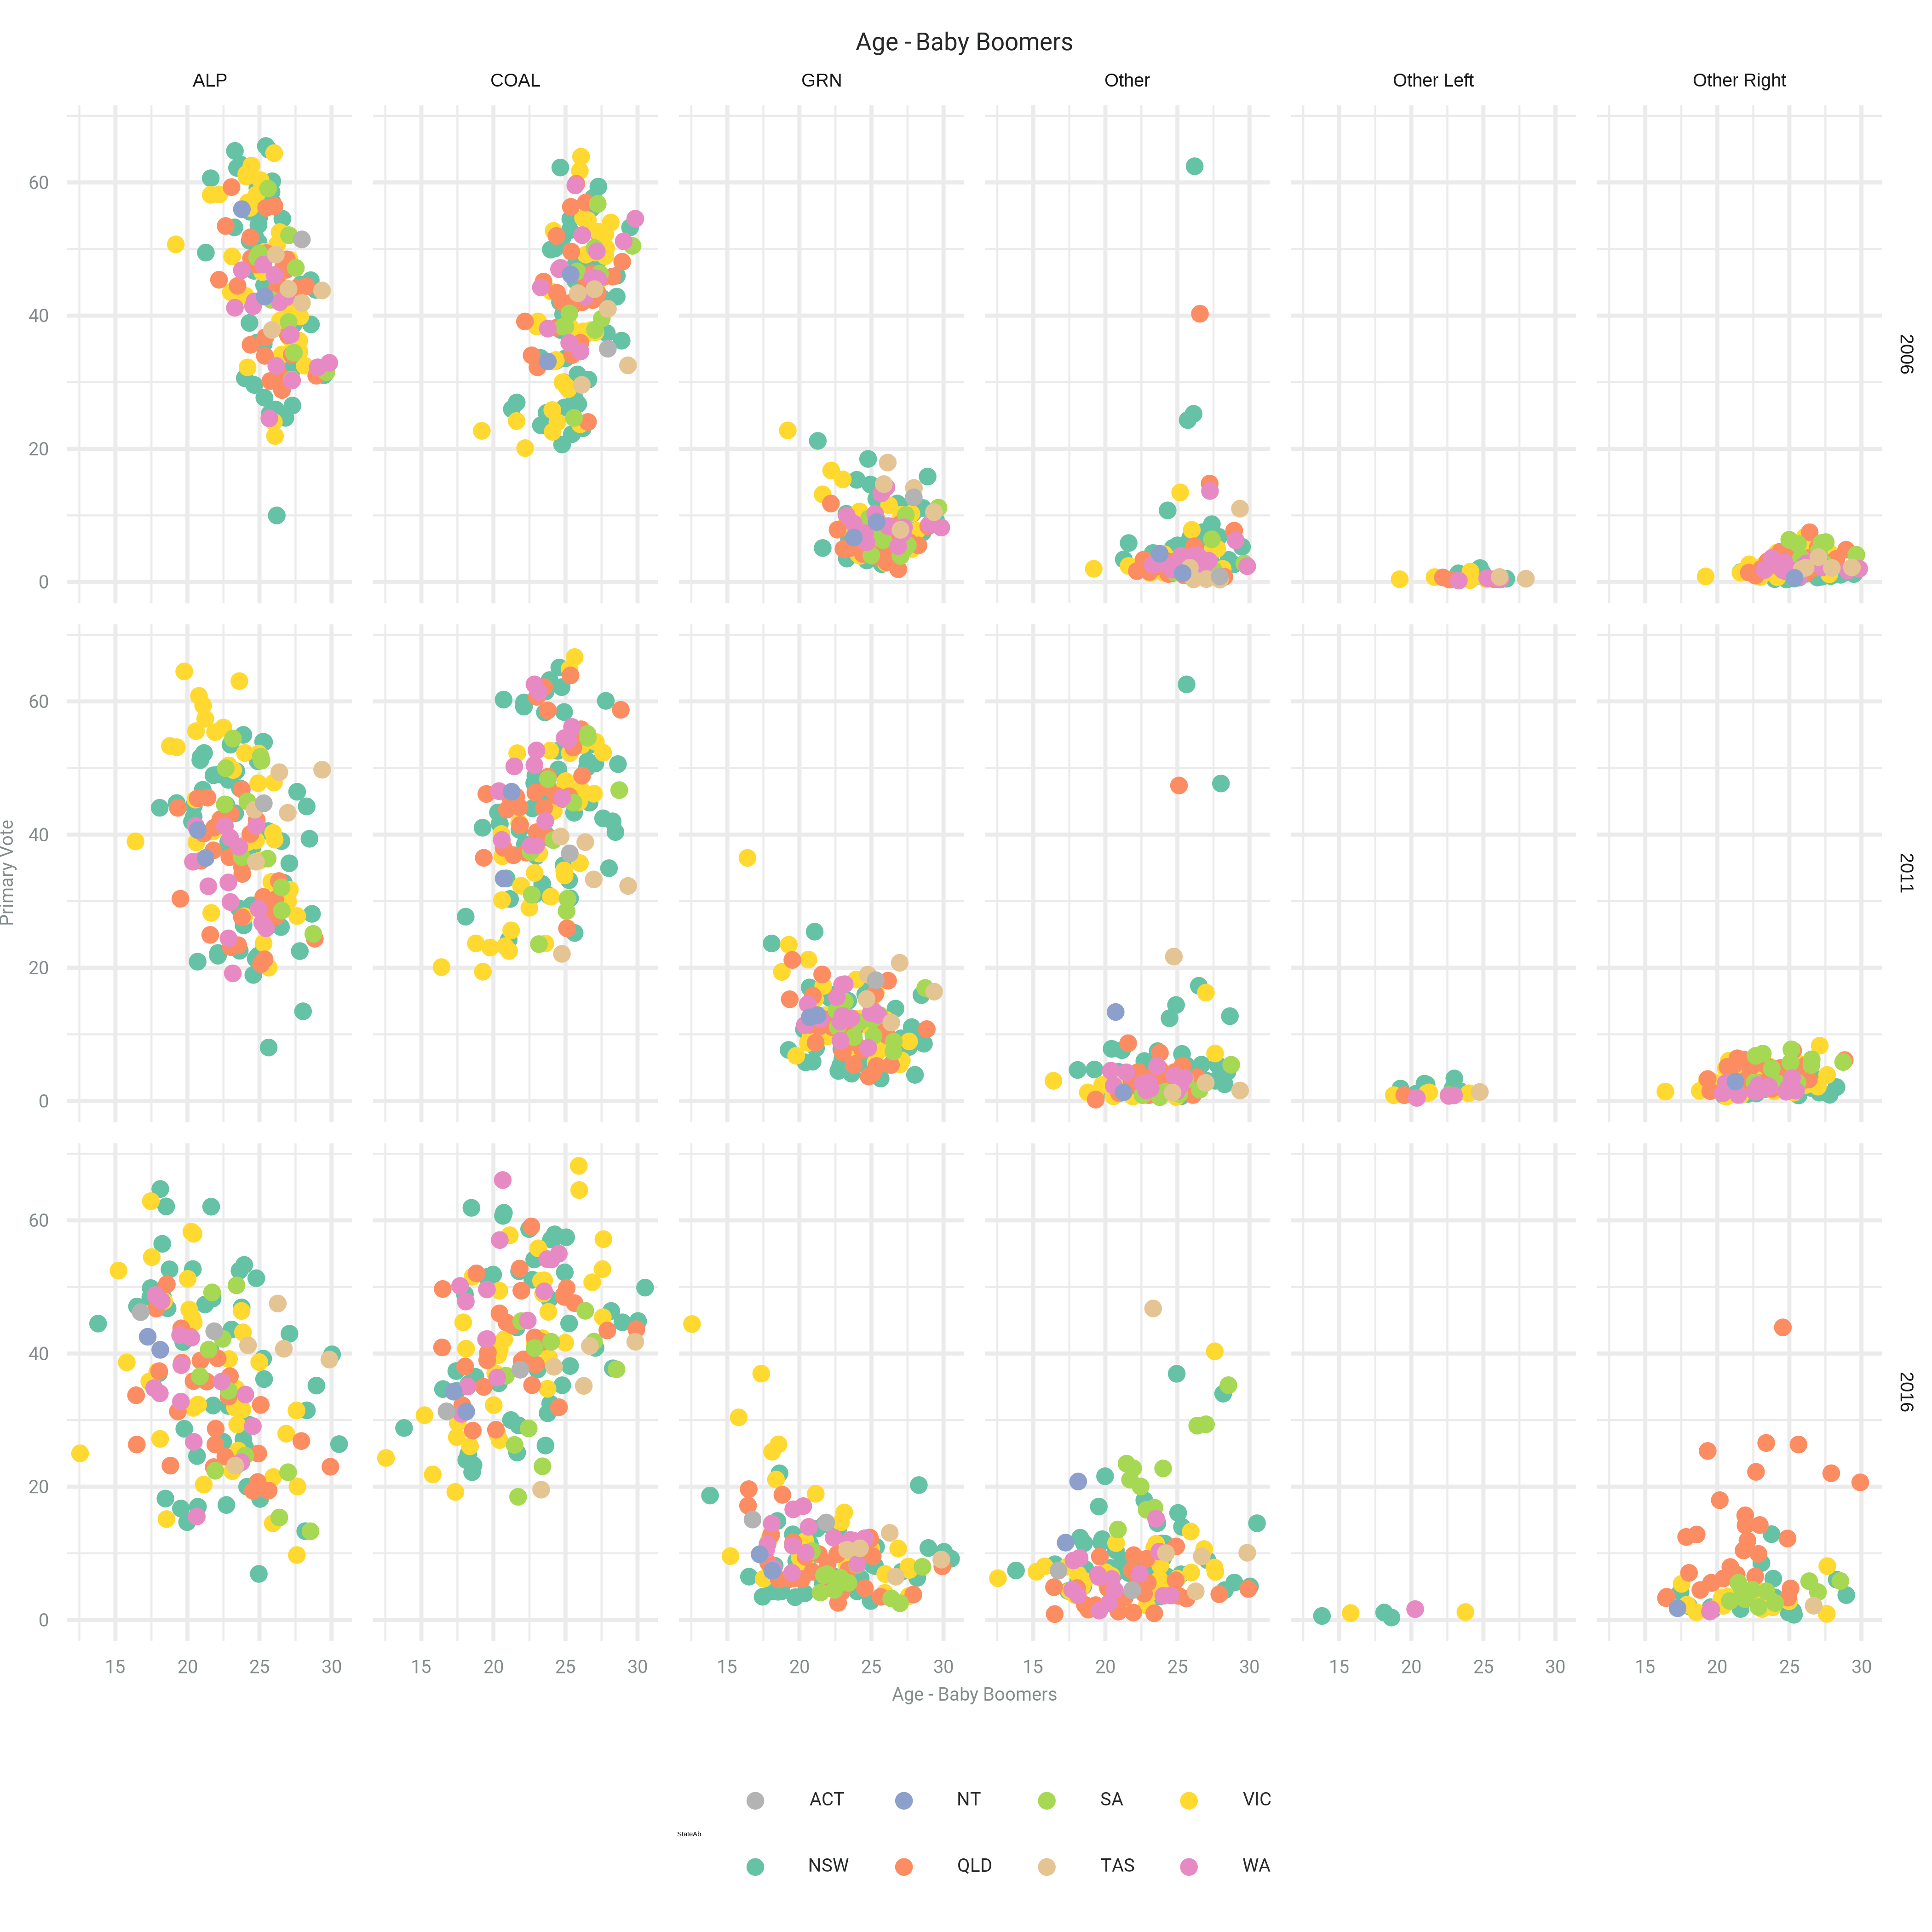 Age - Baby Boomers
ALP COAL GRN Other Other Left Other Right
60
40
20
0
2006
60
40
20
0
2011
Primary Vote
60
40
20
0
2016
15 20 25 30 15 20 25 30 15 20 25 30 15 20 25 30 15 20 25 30 15 20 25 30
Age - Baby Boomers
ACT NT SA VIC
StateAb
NSW QLD TAS WA